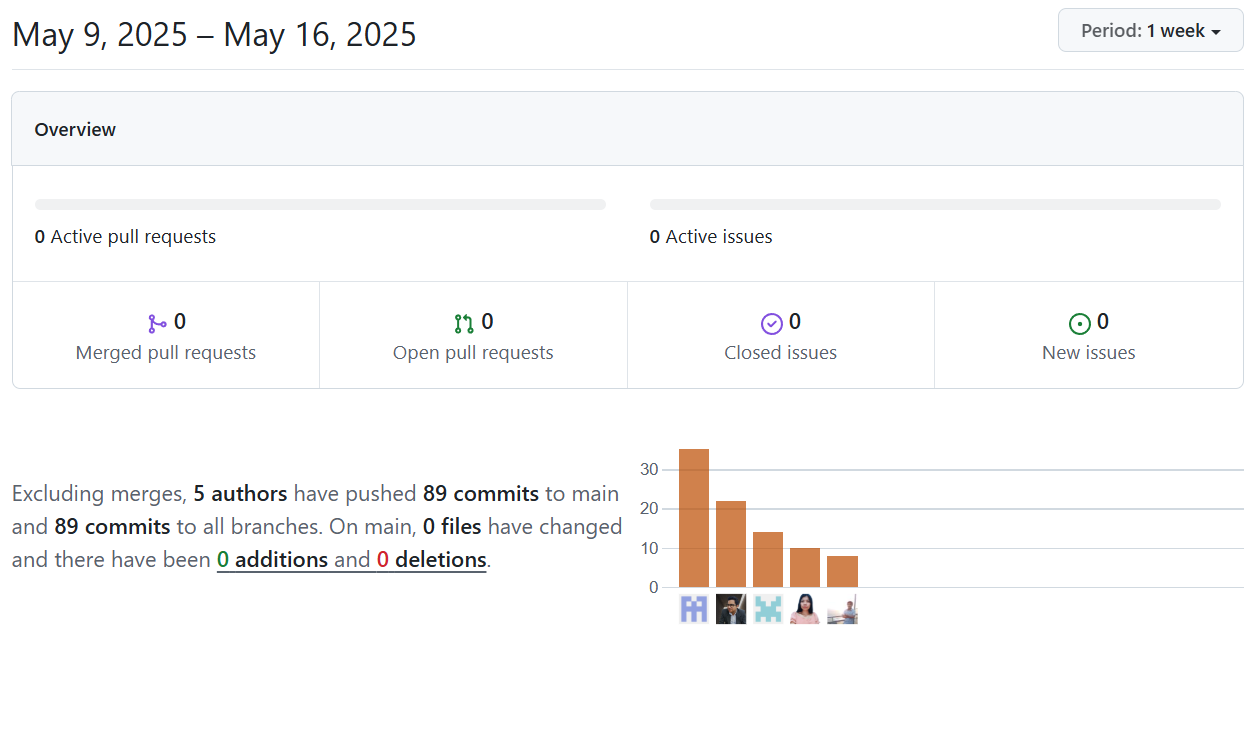 May 9, 2025 – May 16, 2025
Period: 1 week
Overview
0 Active pull requests
0 Active issues
0
Merged pull requests
0
Open pull requests
0
Closed issues
0
New issues
Excluding merges, 5 authors have pushed 89 commits to main
and 89 commits to all branches. On main, 0 files have changed
and there have been 0 additions and 0 deletions.
30
20
10
0